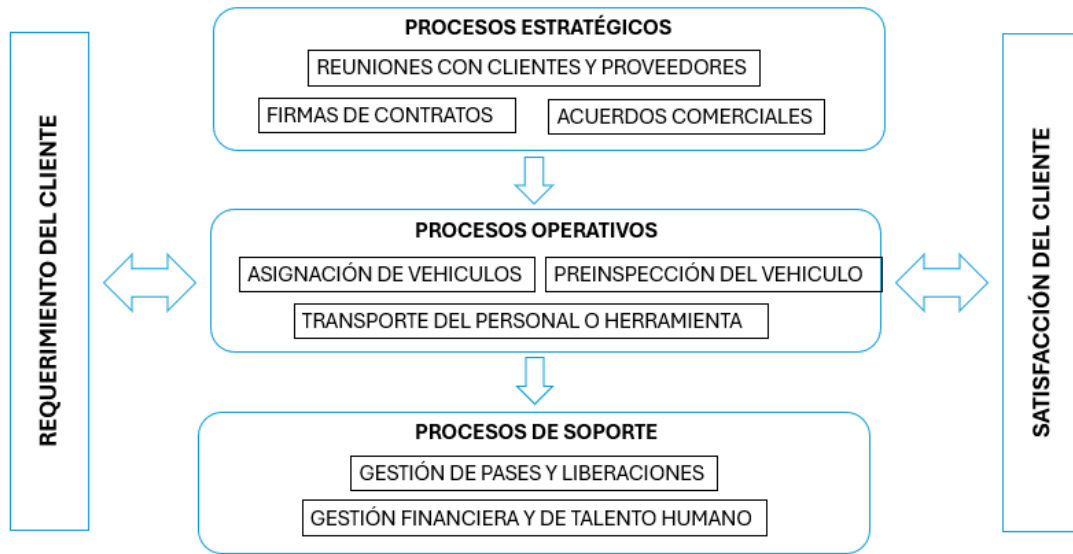 REQUERIMIENTO DEL CLIENTE
PROCESOS ESTRATÉGICOS
REUNIONES CON CLIENTES Y PROVEEDORES
FIRMAS DE CONTRATOS
ACUERDOS COMERCIALES
PROCESOS OPERATIVOS
ASIGNACIÓN DE VEHICULOS
PREINSPECCIÓN DEL VEHICULO
TRANSPORTE DEL PERSONAL O HERRAMIENTA
PROCESOS DE SOPORTE
GESTIÓN DE PASES Y LIBERACIONES
GESTIÓN FINANCIERA Y DE TALENTO HUMANO
SATISFACCIÓN DEL CLIENTE